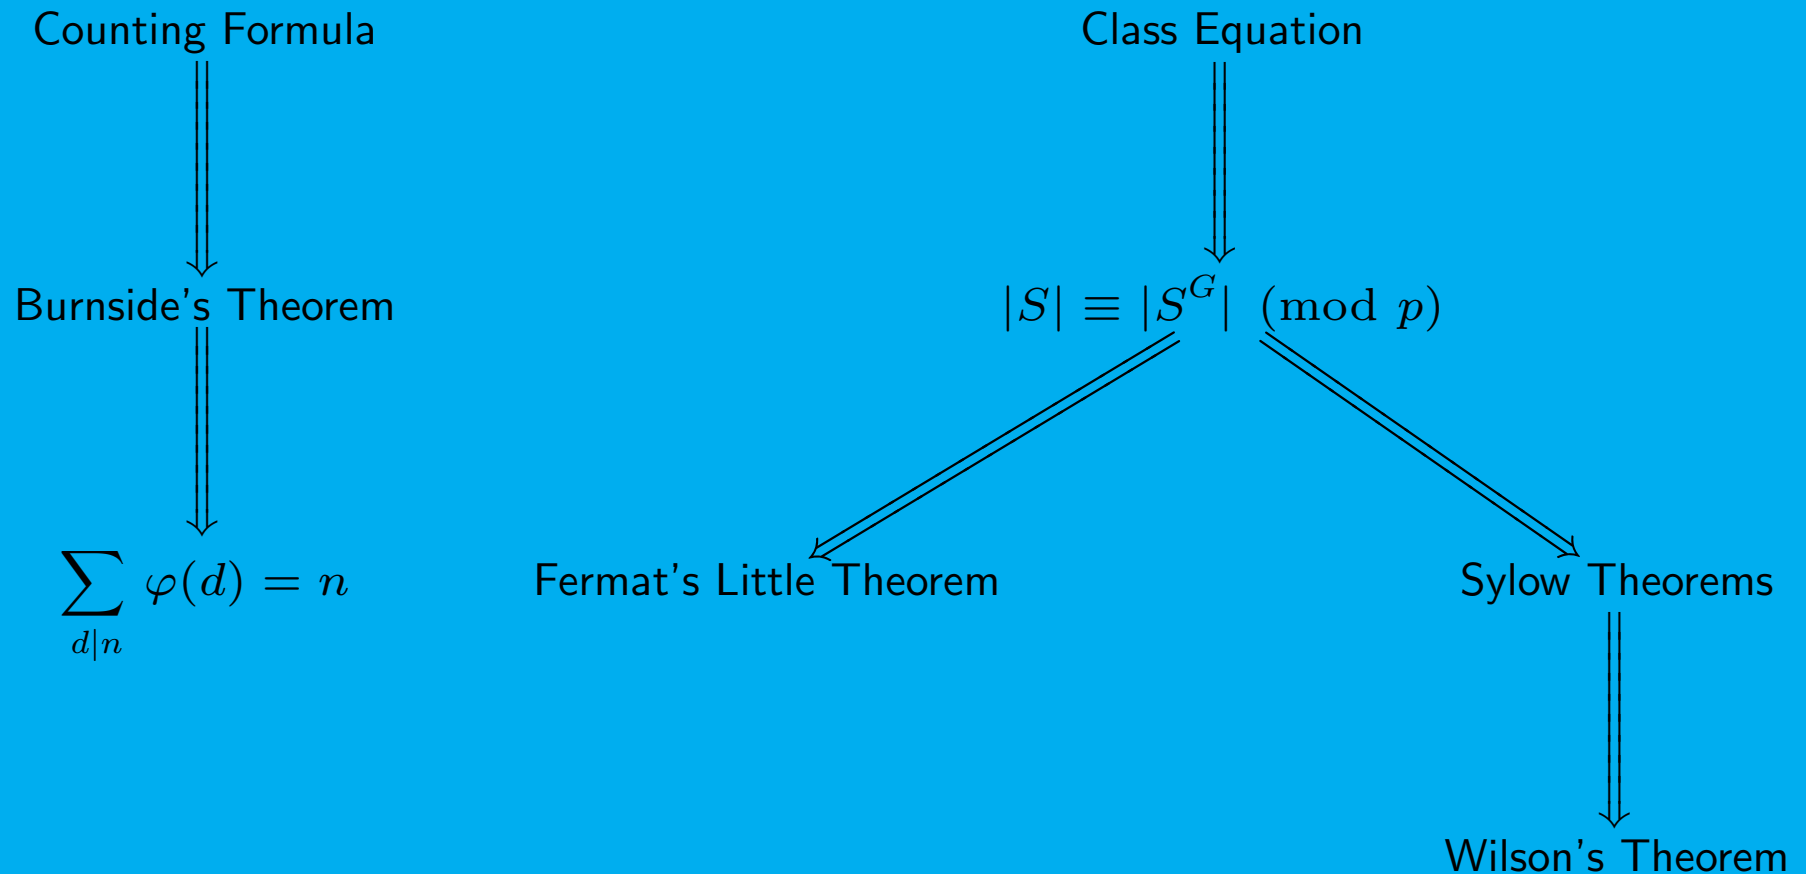 Counting Formula
Class Equation
Burnside's Theorem
|S| ≡ |S^G| (mod p)
∑ φ(d) = n
d|n
Fermat's Little Theorem
Sylow Theorems
Wilson's Theorem